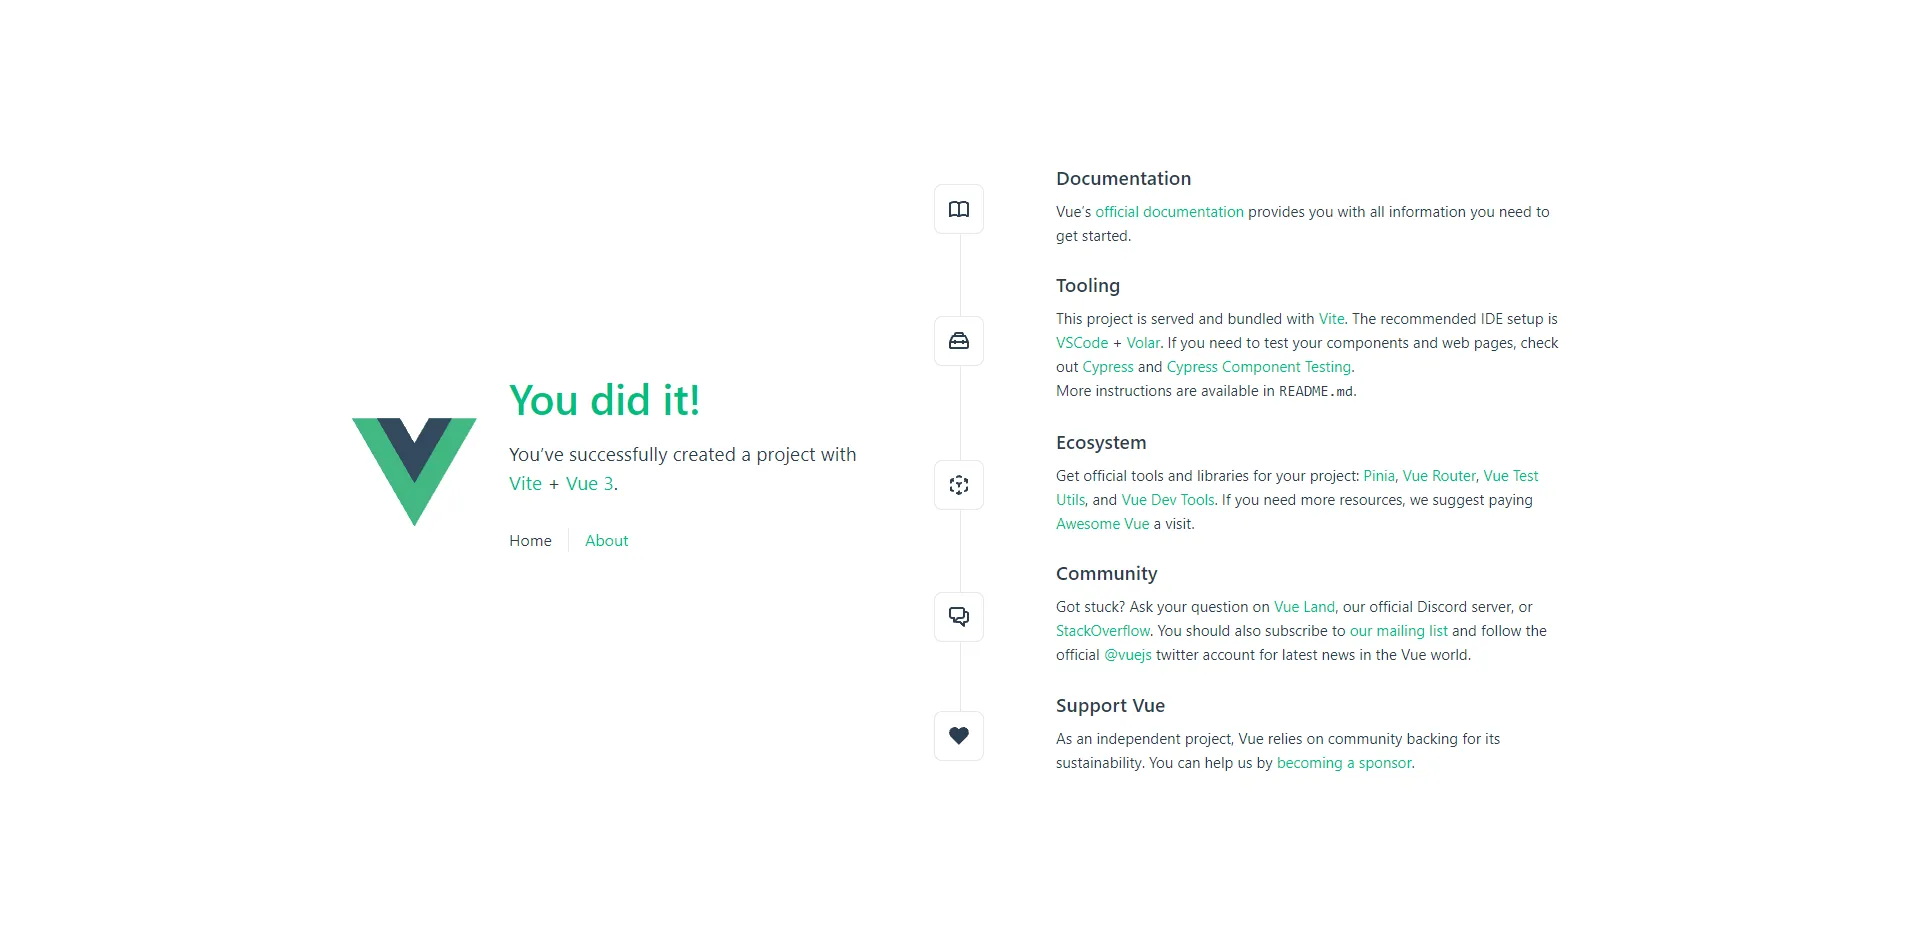 You did it!
You’ve successfully created a project with
Vite + Vue 3.
Home
About
Documentation
Vue’s official documentation provides you with all information you need to
get started.
Tooling
This project is served and bundled with Vite. The recommended IDE setup is
VSCode + Volar. If you need to test your components and web pages, check
out Cypress and Cypress Component Testing.
More instructions are available in README.md.
Ecosystem
Get official tools and libraries for your project: Pinia, Vue Router, Vue Test
Utils, and Vue Dev Tools. If you need more resources, we suggest paying
Awesome Vue a visit.
Community
Got stuck? Ask your question on Vue Land, our official Discord server, or
StackOverflow. You should also subscribe to our mailing list and follow the
official @vuejs twitter account for latest news in the Vue world.
Support Vue
As an independent project, Vue relies on community backing for its
sustainability. You can help us by becoming a sponsor.